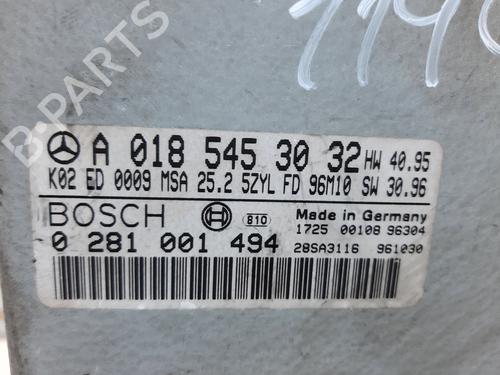 A 018 545 30 32 HW 40.95
K02 ED 0009 MSA 25.2 5ZYL FD 96M10 SW 30.96
BOSCH 810 Made in Germany
1725 00108 96304
0 281 001 494 28SA3116 961030
B-PARTS